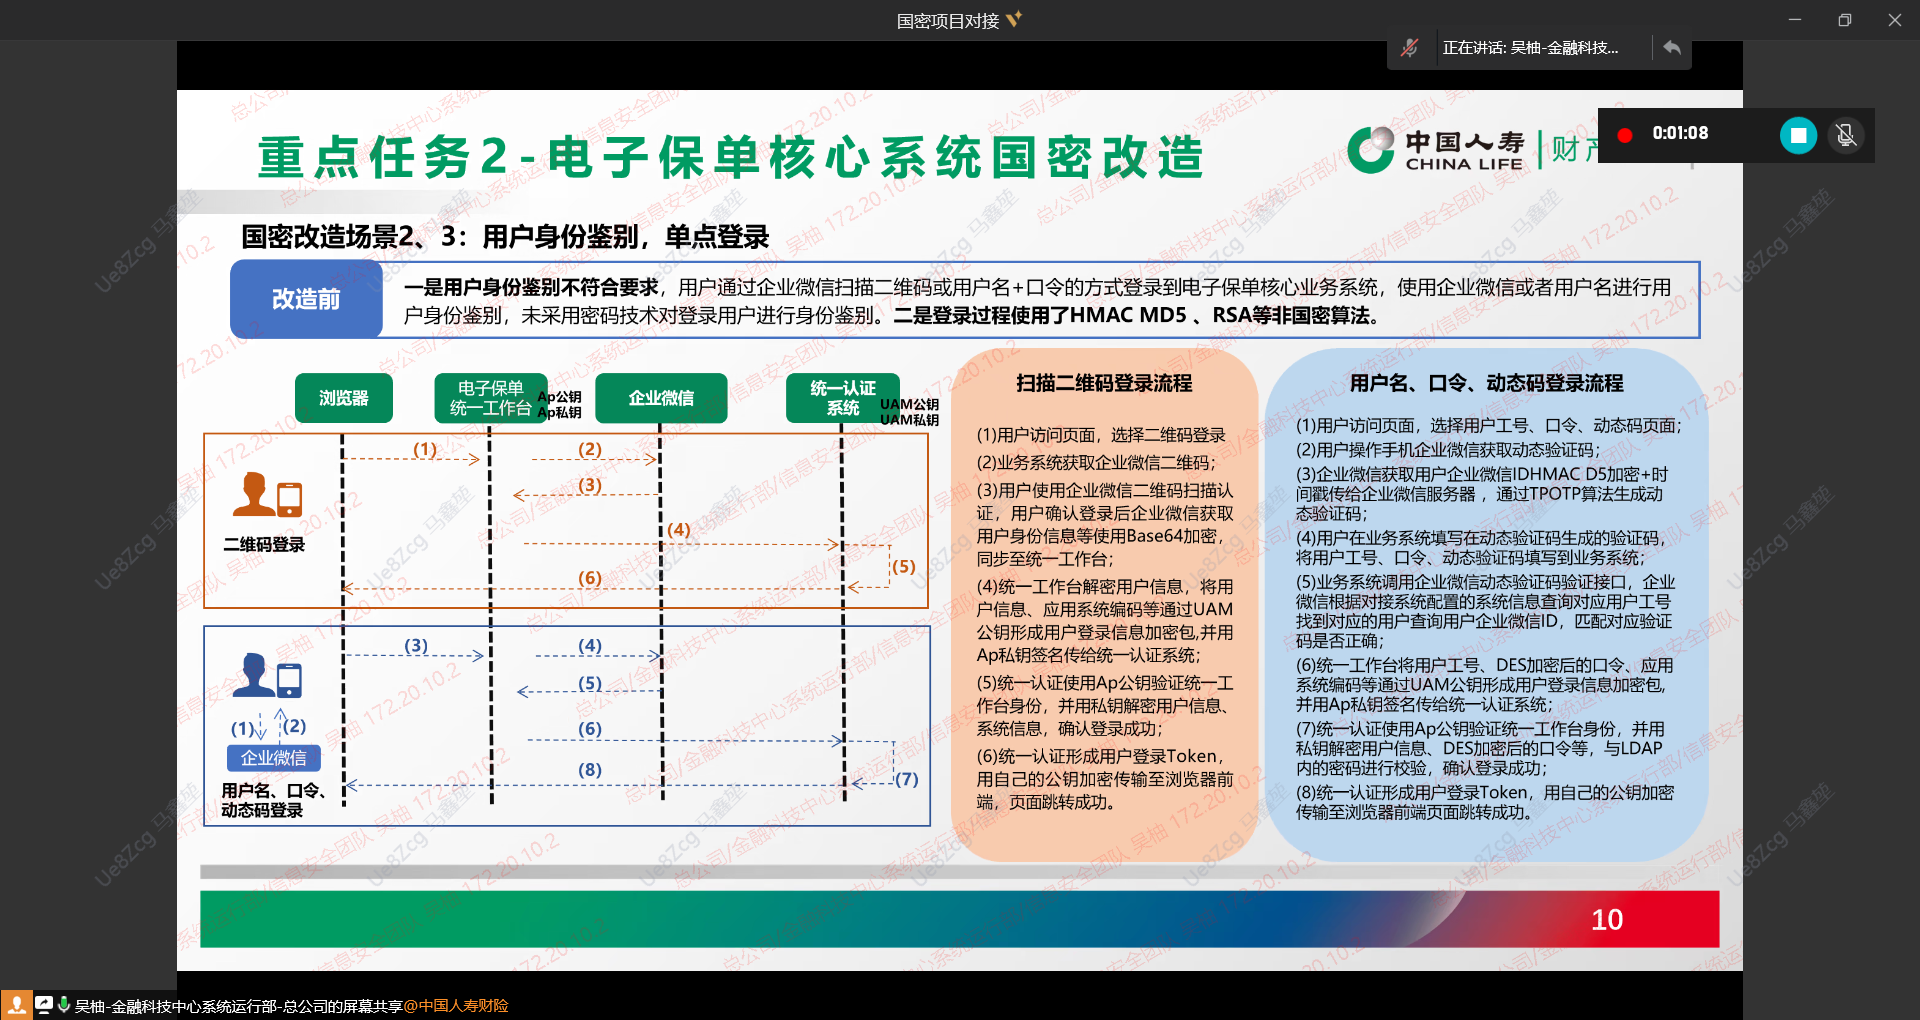 国密项目对接
正在讲话: 吴柚-金融科技...
0:01:08
重点任务2-电子保单核心系统国密改造
中国人寿
CHINA LIFE
财产
国密改造场景2、3：用户身份鉴别，单点登录
改造前
一是用户身份鉴别不符合要求，用户通过企业微信扫描二维码或用户名+口令的方式登录到电子保单核心业务系统，使用企业微信或者用户名进行用
户身份鉴别，未采用密码技术对登录用户进行身份鉴别。二是登录过程使用了HMAC MD5 、RSA等非国密算法。
浏览器
电子保单
统一工作台
Ap公钥
Ap私钥
企业微信
统一认证
系统
UAM公钥
UAM私钥
(1)
(2)
(3)
(4)
(5)
(6)
二维码登录
(3)
(4)
(5)
(6)
(7)
(8)
(1)
(2)
企业微信
用户名、口令、
动态码登录
扫描二维码登录流程
(1)用户访问页面，选择二维码登录
(2)业务系统获取企业微信二维码；
(3)用户使用企业微信二维码扫描认
证，用户确认登录后企业微信获取
用户身份信息等使用Base64加密，
同步至统一工作台；
(4)统一工作台解密用户信息，将用
户信息、应用系统编码等通过UAM
公钥形成用户登录信息加密包,并用
Ap私钥签名传给统一认证系统；
(5)统一认证使用Ap公钥验证统一工
作台身份，并用私钥解密用户信息、
系统信息，确认登录成功；
(6)统一认证形成用户登录Token，
用自己的公钥加密传输至浏览器前
端，页面跳转成功。
用户名、口令、动态码登录流程
(1)用户访问页面，选择用户工号、口令、动态码页面；
(2)用户操作手机企业微信获取动态验证码；
(3)企业微信获取用户企业微信IDHMAC D5加密+时
间戳传给企业微信服务器 ，通过TPOTP算法生成动
态验证码；
(4)用户在业务系统填写在动态验证码生成的验证码，
将用户工号、口令、动态验证码填写到业务系统；
(5)业务系统调用企业微信动态验证码验证接口，企业
微信根据对接系统配置的系统信息查询对应用户工号
找到对应的用户查询用户企业微信ID，匹配对应验证
码是否正确；
(6)统一工作台将用户工号、DES加密后的口令、应用
系统编码等通过UAM公钥形成用户登录信息加密包,
并用Ap私钥签名传给统一认证系统；
(7)统一认证使用Ap公钥验证统一工作台身份，并用
私钥解密用户信息、DES加密后的口令等，与LDAP
内的密码进行校验，确认登录成功；
(8)统一认证形成用户登录Token，用自己的公钥加密
传输至浏览器前端页面跳转成功。
10
吴柚-金融科技中心系统运行部-总公司的屏幕共享@中国人寿财险
总公司/金融科技中心系统运行部/信息安全团队 吴柚 172.20.10.2
Ue8Zcg 马鑫堃